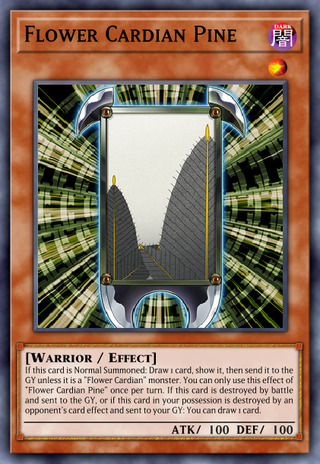 Flower Cardian Pine
DARK
闇
[Warrior / Effect]
If this card is Normal Summoned: Draw 1 card, show it, then send it to the
GY unless it is a "Flower Cardian" monster. You can only use this effect of
"Flower Cardian Pine" once per turn. If this card is destroyed by battle
and sent to the GY, or if this card in your possession is destroyed by an
opponent's card effect and sent to your GY: You can draw 1 card.
ATK/ 100 DEF/ 100